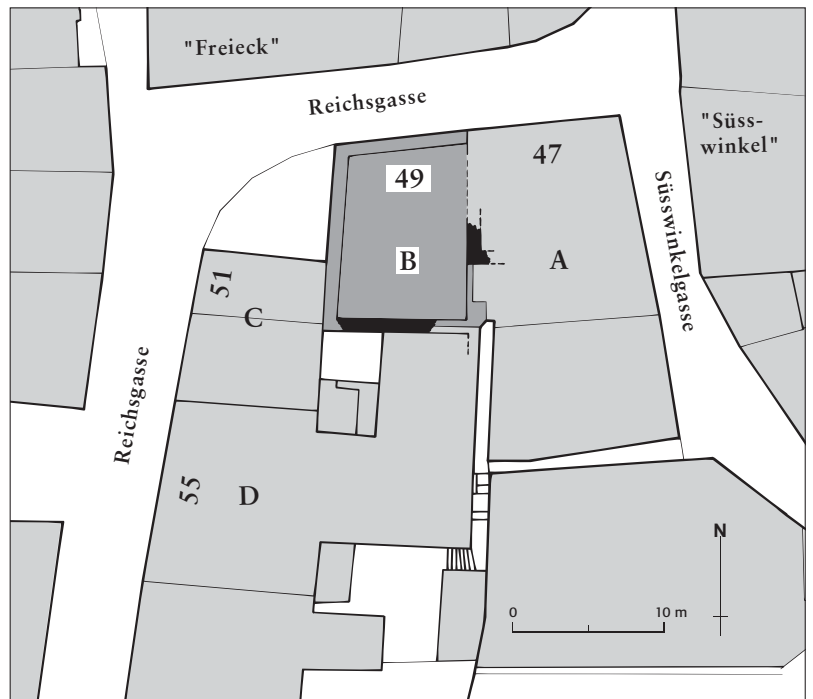 "Freieck"
Reichsgasse
"Süss-
winkel"
47
49
Süsswinkelgasse
B
A
51
C
Reichsgasse
55
D
N
0 10 m